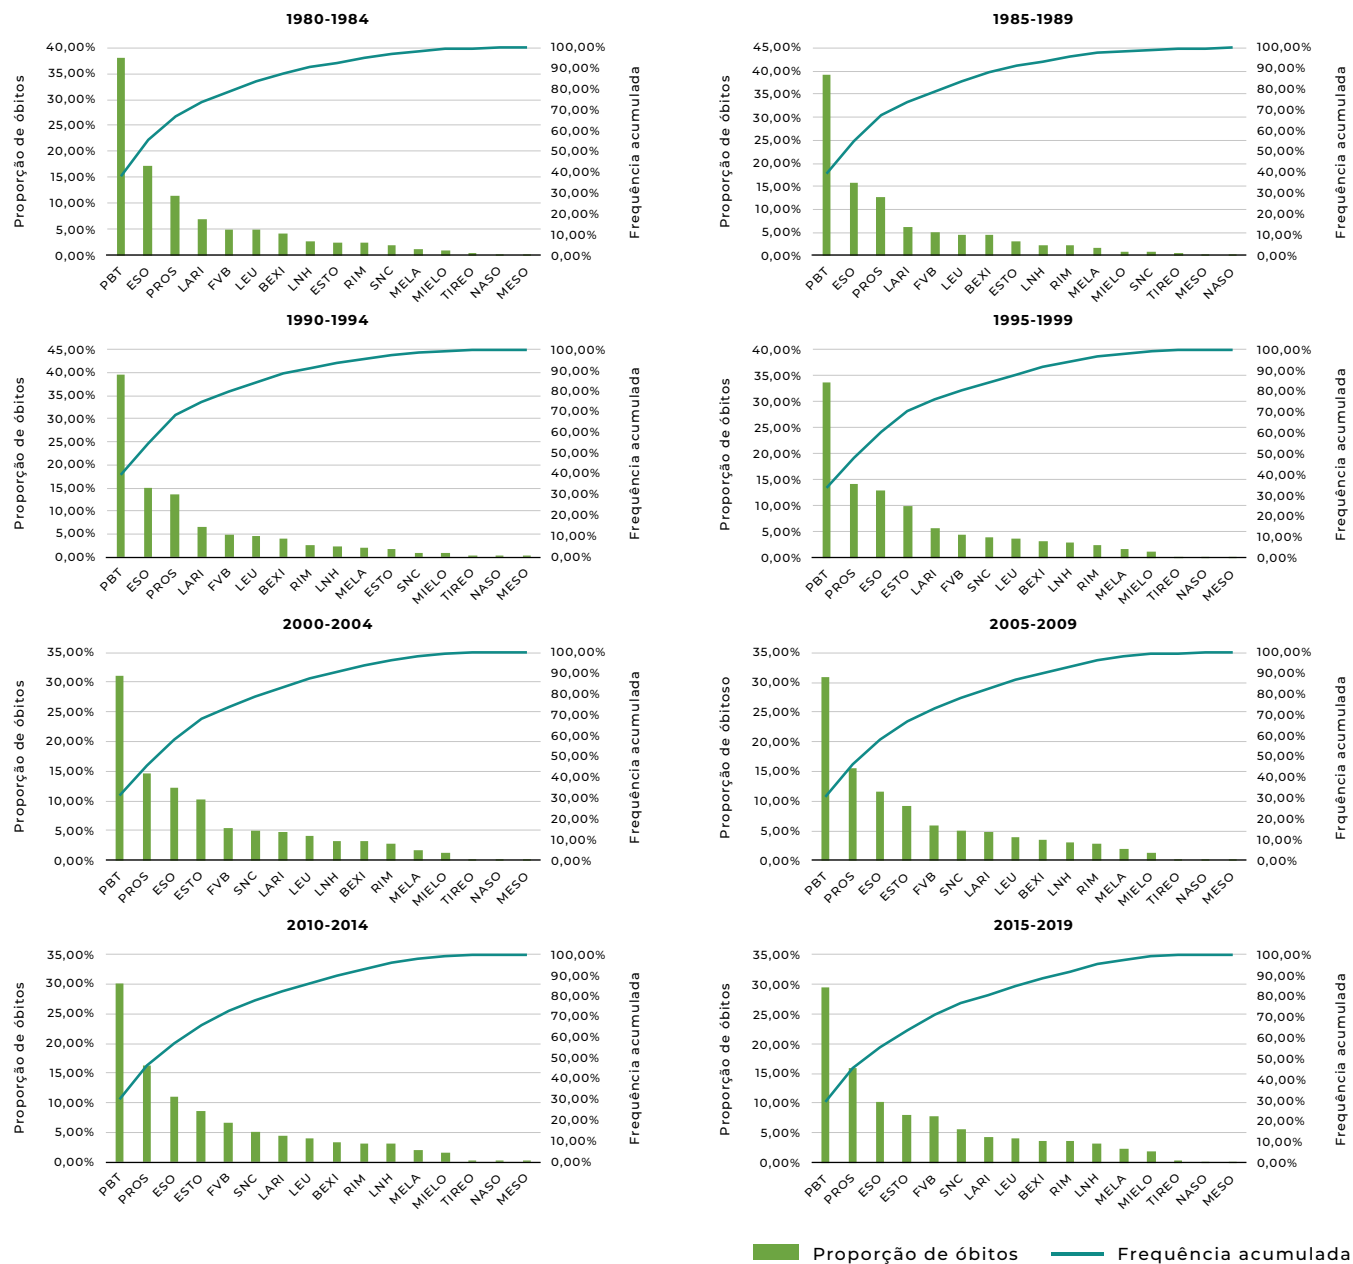 1980-1984
Proporção de óbitos
40,00%
35,00%
30,00%
25,00%
20,00%
15,00%
10,00%
5,00%
0,00%
100,00%
90,00%
80,00%
70,00%
60,00%
50,00%
40,00%
30,00%
20,00%
10,00%
0,00%
Frequência acumulada
PBT
ESO
PROS
LARI
FVB
LEU
BEXI
LNH
ESTO
RIM
SNC
MELA
MIELO
TIREO
NASO
MESO
1985-1989
Proporção de óbitos
45,00%
40,00%
35,00%
30,00%
25,00%
20,00%
15,00%
10,00%
5,00%
0,00%
100,00%
90,00%
80,00%
70,00%
60,00%
50,00%
40,00%
30,00%
20,00%
10,00%
0,00%
Frequência acumulada
PBT
ESO
PROS
LARI
FVB
LEU
BEXI
ESTO
LNH
RIM
MELA
MIELO
SNC
TIREO
MESO
NASO
1990-1994
Proporção de óbitos
45,00%
40,00%
35,00%
30,00%
25,00%
20,00%
15,00%
10,00%
5,00%
0,00%
100,00%
90,00%
80,00%
70,00%
60,00%
50,00%
40,00%
30,00%
20,00%
10,00%
0,00%
Frequência acumulada
PBT
ESO
PROS
LARI
FVB
LEU
BEXI
RIM
LNH
MELA
ESTO
SNC
MIELO
TIREO
NASO
MESO
1995-1999
Proporção de óbitos
40,00%
35,00%
30,00%
25,00%
20,00%
15,00%
10,00%
5,00%
0,00%
100,00%
90,00%
80,00%
70,00%
60,00%
50,00%
40,00%
30,00%
20,00%
10,00%
0,00%
Frequência acumulada
PBT
PROS
ESO
ESTO
LARI
FVB
SNC
LEU
BEXI
LNH
RIM
MELA
MIELO
TIREO
NASO
MESO
2000-2004
Proporção de óbitos
35,00%
30,00%
25,00%
20,00%
15,00%
10,00%
5,00%
0,00%
100,00%
90,00%
80,00%
70,00%
60,00%
50,00%
40,00%
30,00%
20,00%
10,00%
0,00%
Frequência acumulada
PBT
PROS
ESO
ESTO
FVB
SNC
LARI
LEU
LNH
BEXI
RIM
MELA
MIELO
TIREO
NASO
MESO
2005-2009
Proporção de óbitoso
35,00%
30,00%
25,00%
20,00%
15,00%
10,00%
5,00%
0,00%
100,00%
90,00%
80,00%
70,00%
60,00%
50,00%
40,00%
30,00%
20,00%
10,00%
0,00%
Frquência acumulada
PBT
PROS
ESO
ESTO
FVB
SNC
LARI
LEU
BEXI
LNH
RIM
MELA
MIELO
TIREO
NASO
MESO
2010-2014
Proporção de óbitos
35,00%
30,00%
25,00%
20,00%
15,00%
10,00%
5,00%
0,00%
100,00%
90,00%
80,00%
70,00%
60,00%
50,00%
40,00%
30,00%
20,00%
10,00%
0,00%
Frequência acumulada
PBT
PROS
ESO
ESTO
FVB
SNC
LARI
LEU
BEXI
RIM
LNH
MELA
MIELO
TIREO
NASO
MESO
2015-2019
Proporção de óbitos
35,00%
30,00%
25,00%
20,00%
15,00%
10,00%
5,00%
0,00%
100,00%
90,00%
80,00%
70,00%
60,00%
50,00%
40,00%
30,00%
20,00%
10,00%
0,00%
Frequência acumulada
PBT
PROS
ESO
ESTO
FVB
SNC
LARI
LEU
BEXI
RIM
LNH
MELA
MIELO
TIREO
NASO
MESO
Proporção de óbitos
Frequência acumulada